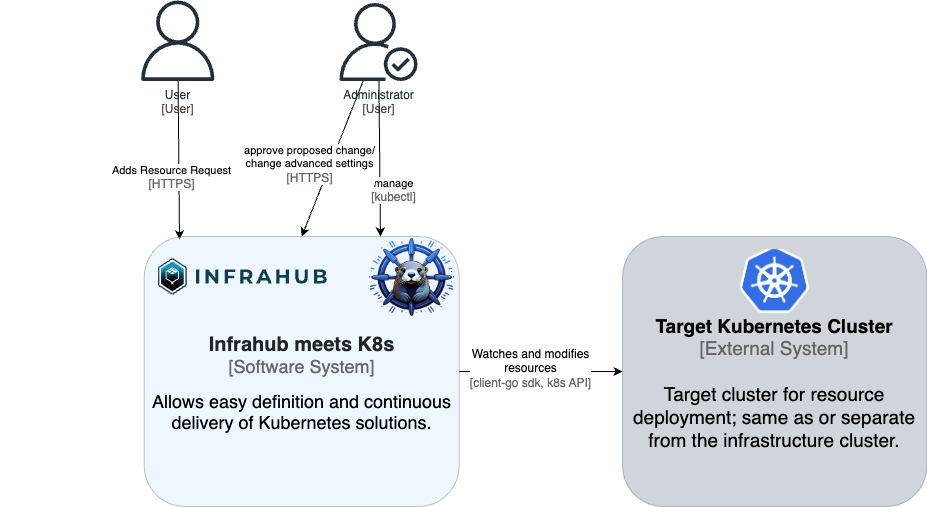 User
[User]
Administrator
[User]
Adds Resource Request
[HTTPS]
approve proposed change/
change advanced settings
[HTTPS]
manage
[kubectl]
INFRAHUB
Infrahub meets K8s
[Software System]
Allows easy definition and continuous
delivery of Kubernetes solutions.
Watches and modifies
resources
[client-go sdk, k8s API]
Target Kubernetes Cluster
[External System]
Target cluster for resource
deployment; same as or separate
from the infrastructure cluster.